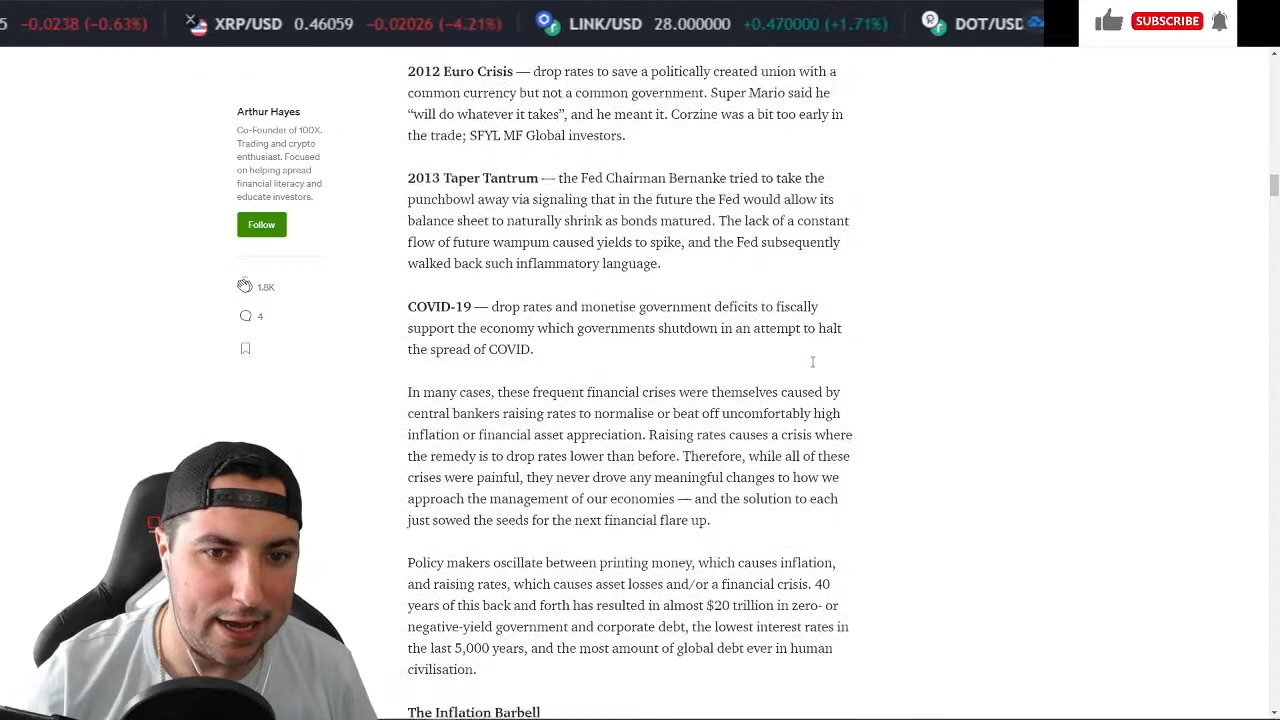 5 -0.0238 (-0.63%) XRP/USD 0.46059 -0.02026 (-4.21%) LINK/USD 28.000000 +0.470000 (+1.71%) DOT/USD
SUBSCRIBE
Arthur Hayes
Co-Founder of 100X.
Trading and crypto
enthusiast. Focused
on helping spread
financial literacy and
educate investors.
Follow
1.8K
4
2012 Euro Crisis — drop rates to save a politically created union with a
common currency but not a common government. Super Mario said he
“will do whatever it takes”, and he meant it. Corzine was a bit too early in
the trade; SFYL MF Global investors.
2013 Taper Tantrum — the Fed Chairman Bernanke tried to take the
punchbowl away via signaling that in the future the Fed would allow its
balance sheet to naturally shrink as bonds matured. The lack of a constant
flow of future wampum caused yields to spike, and the Fed subsequently
walked back such inflammatory language.
COVID-19 — drop rates and monetise government deficits to fiscally
support the economy which governments shutdown in an attempt to halt
the spread of COVID.
In many cases, these frequent financial crises were themselves caused by
central bankers raising rates to normalise or beat off uncomfortably high
inflation or financial asset appreciation. Raising rates causes a crisis where
the remedy is to drop rates lower than before. Therefore, while all of these
crises were painful, they never drove any meaningful changes to how we
approach the management of our economies — and the solution to each
just sowed the seeds for the next financial flare up.
Policy makers oscillate between printing money, which causes inflation,
and raising rates, which causes asset losses and/or a financial crisis. 40
years of this back and forth has resulted in almost $20 trillion in zero- or
negative-yield government and corporate debt, the lowest interest rates in
the last 5,000 years, and the most amount of global debt ever in human
civilisation.
The Inflation Barbell